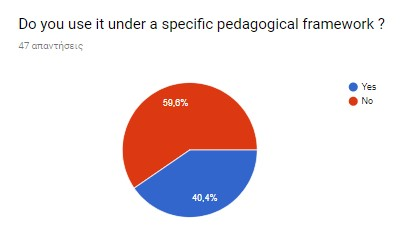 Do you use it under a specific pedagogical framework ?
47 απαντήσεις
Yes
No
59,6%
40,4%